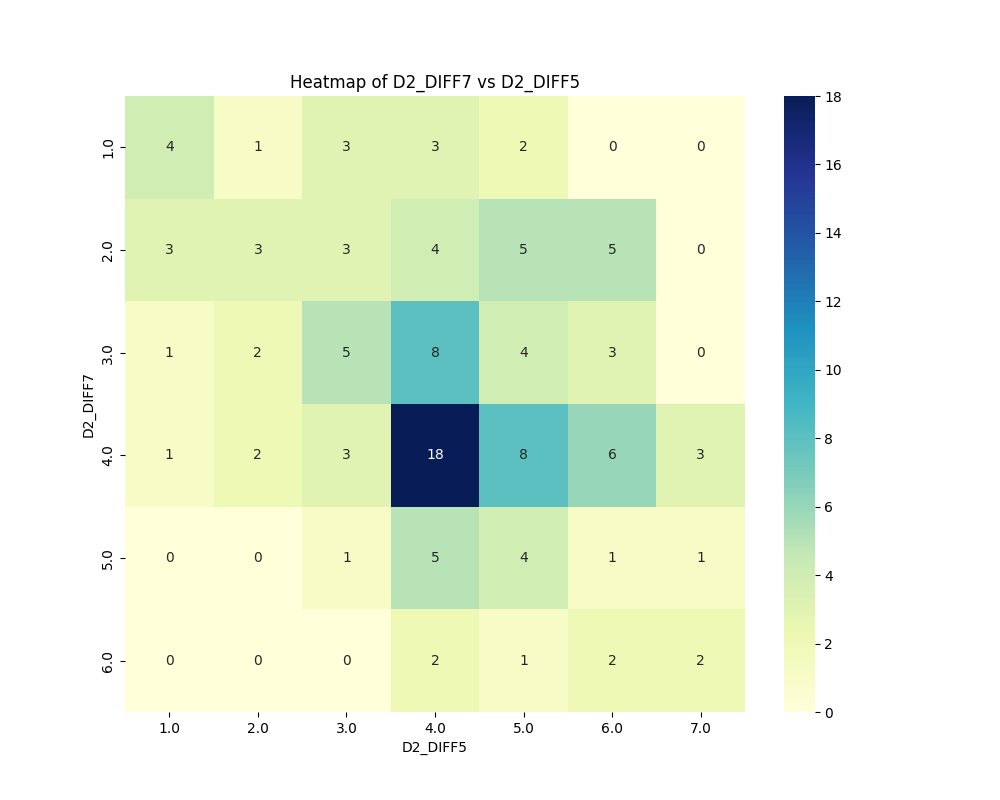 Heatmap of D2_DIFF7 vs D2_DIFF5
18
1.0 4 1 3 3 2 0 0
16
2.0 3 3 3 4 5 5 0
14
12
3.0 1 2 5 8 4 3 0
10
D2_DIFF7
8
4.0 1 2 3 18 8 6 3
6
5.0 0 0 1 5 4 1 1
4
6.0 0 0 0 2 1 2 2
2
0
1.0 2.0 3.0 4.0 5.0 6.0 7.0
D2_DIFF5